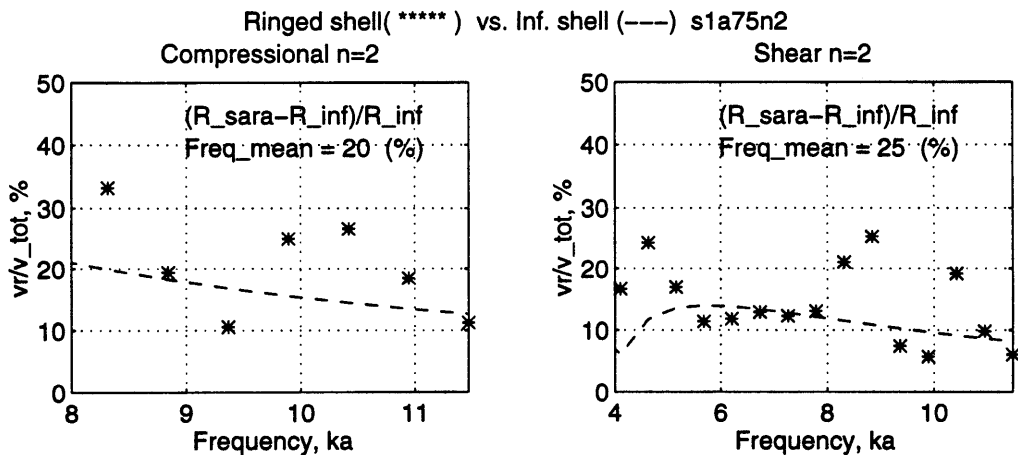 Ringed shell( ***** ) vs. Inf. shell (---) s1a75n2
Compressional n=2
(R_sara-R_inf)/R_inf
Freq_mean = 20 (%)
vr/v_tot, %
50
40
30
20
10
0
8
9
10
11
Frequency, ka
Shear n=2
(R_sara-R_inf)/R_inf
Freq_mean = 25 (%)
vr/v_tot, %
50
40
30
20
10
0
4
6
8
10
Frequency, ka